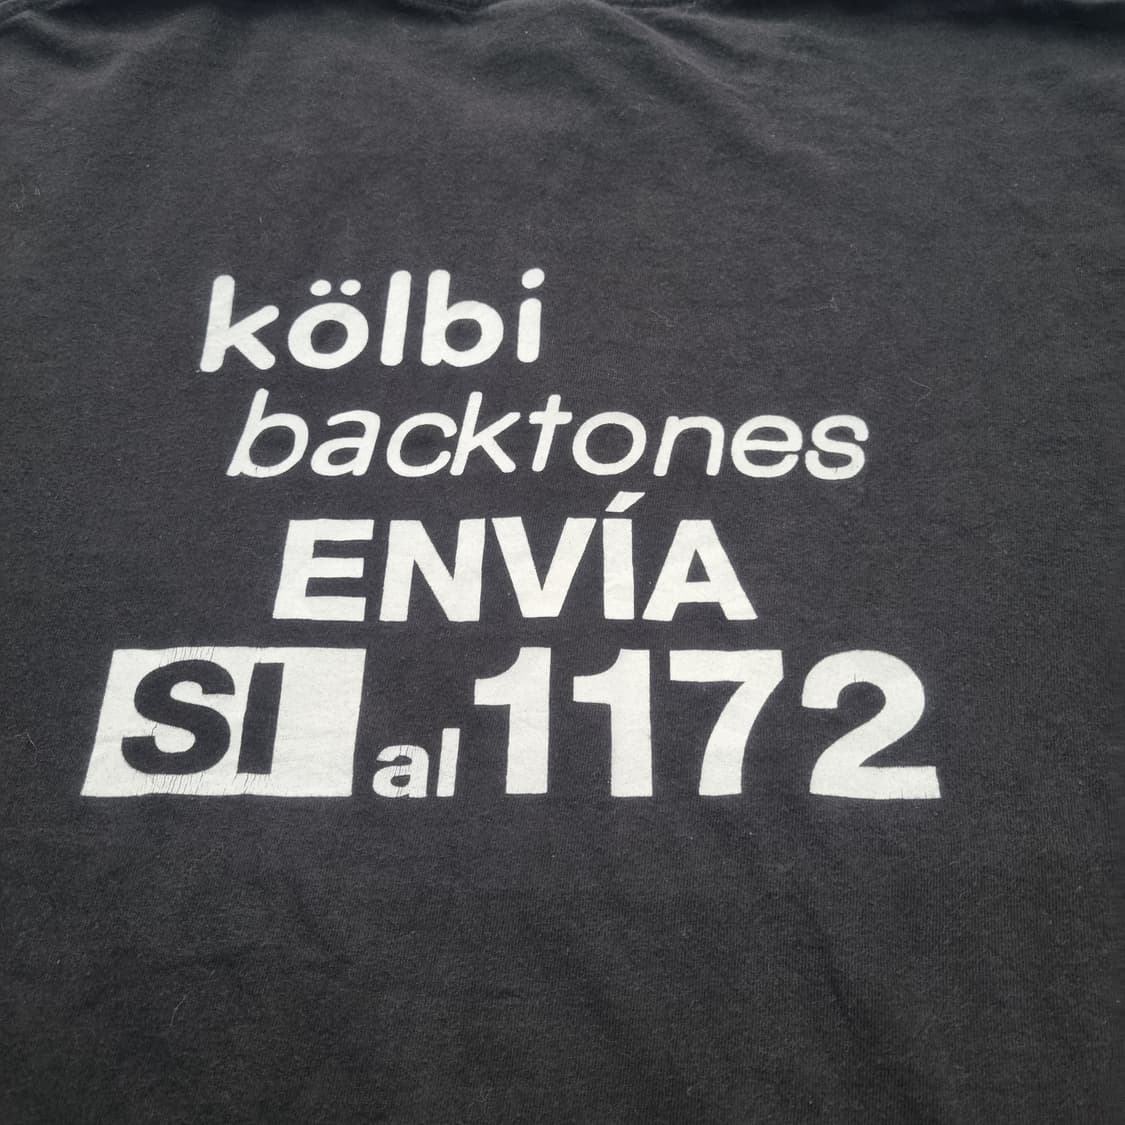 kölbi
backtones
ENVÍA
SI al 1172